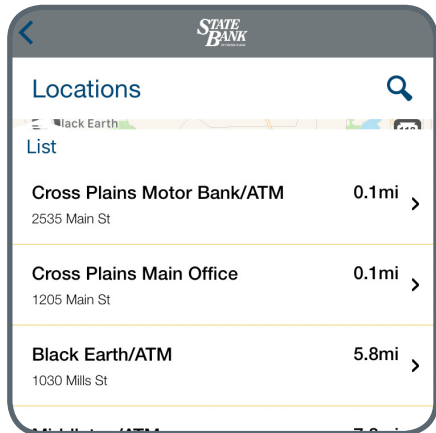 STATE
BANK
Locations
lack Earth
List
Cross Plains Motor Bank/ATM 0.1mi
2535 Main St
Cross Plains Main Office 0.1mi
1205 Main St
Black Earth/ATM 5.8mi
1030 Mills St